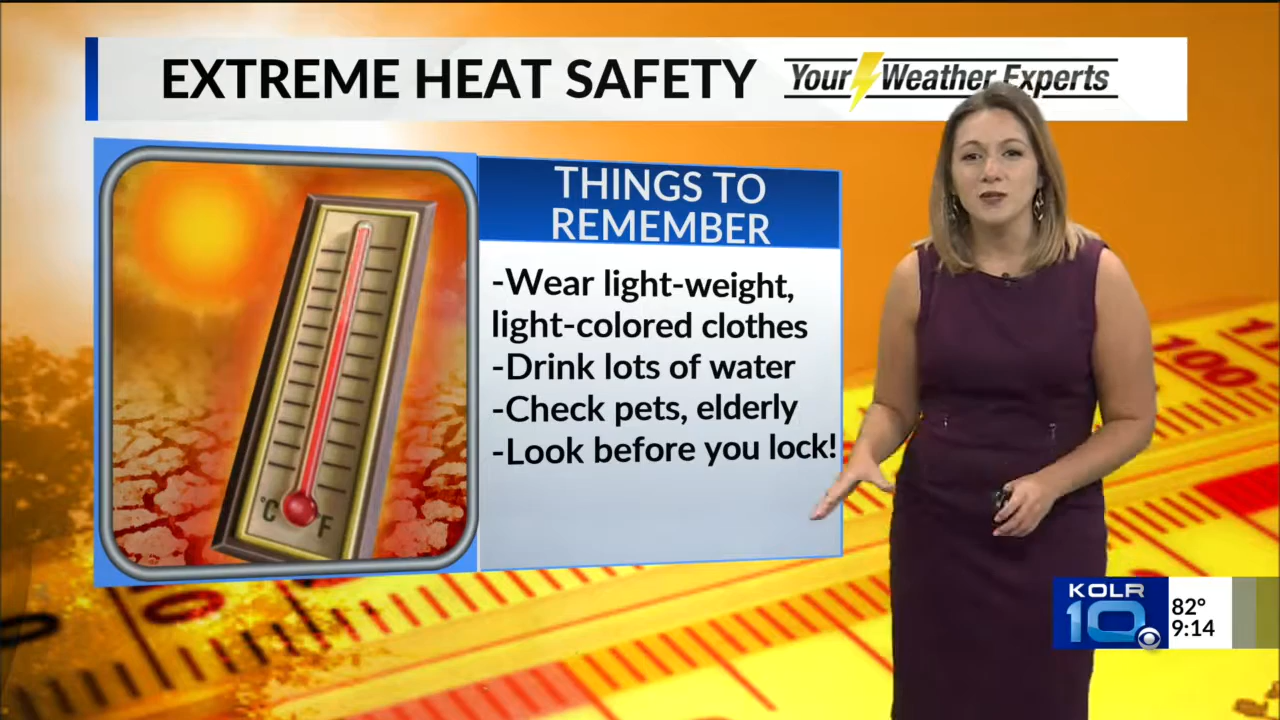 EXTREME HEAT SAFETY
Your Weather Experts
THINGS TO
REMEMBER
-Wear light-weight,
light-colored clothes
-Drink lots of water
-Check pets, elderly
-Look before you lock!
°C °F
100
KOLR
10
82°
9:14